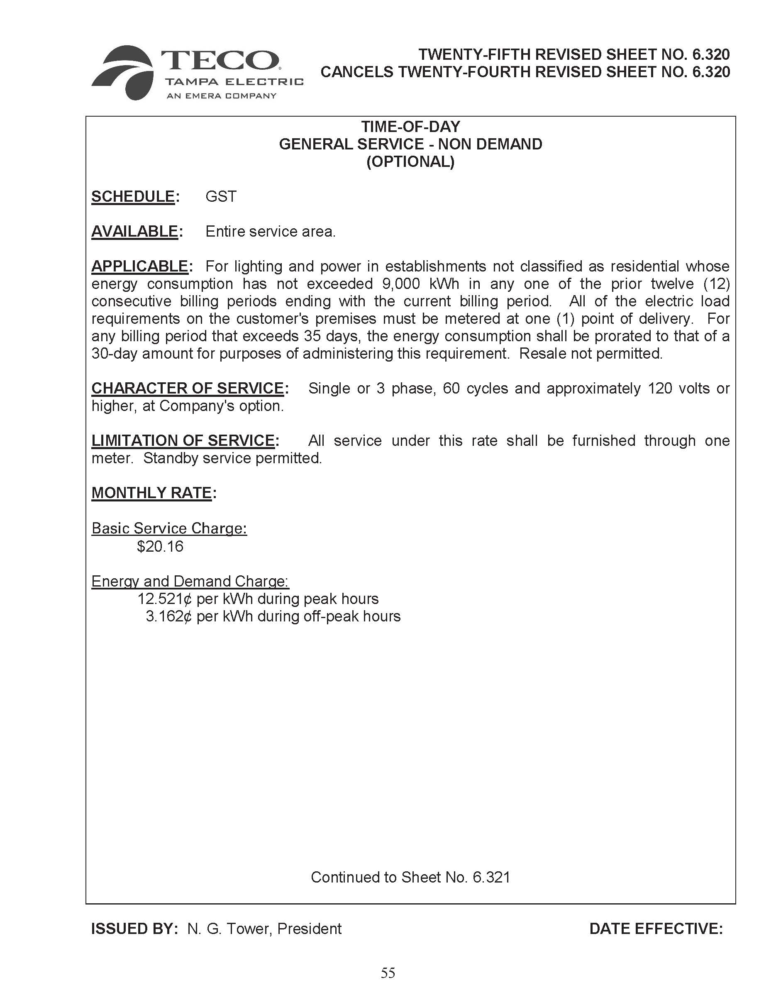 TECO®
TAMPA ELECTRIC
AN EMERA COMPANY
TWENTY-FIFTH REVISED SHEET NO. 6.320
CANCELS TWENTY-FOURTH REVISED SHEET NO. 6.320
TIME-OF-DAY
GENERAL SERVICE - NON DEMAND
(OPTIONAL)
SCHEDULE: GST
AVAILABLE: Entire service area.
APPLICABLE: For lighting and power in establishments not classified as residential whose
energy consumption has not exceeded 9,000 kWh in any one of the prior twelve (12)
consecutive billing periods ending with the current billing period. All of the electric load
requirements on the customer's premises must be metered at one (1) point of delivery. For
any billing period that exceeds 35 days, the energy consumption shall be prorated to that of a
30-day amount for purposes of administering this requirement. Resale not permitted.
CHARACTER OF SERVICE: Single or 3 phase, 60 cycles and approximately 120 volts or
higher, at Company's option.
LIMITATION OF SERVICE: All service under this rate shall be furnished through one
meter. Standby service permitted.
MONTHLY RATE:
Basic Service Charge:
$20.16
Energy and Demand Charge:
12.521¢ per kWh during peak hours
3.162¢ per kWh during off-peak hours
Continued to Sheet No. 6.321
ISSUED BY: N. G. Tower, President
DATE EFFECTIVE:
55